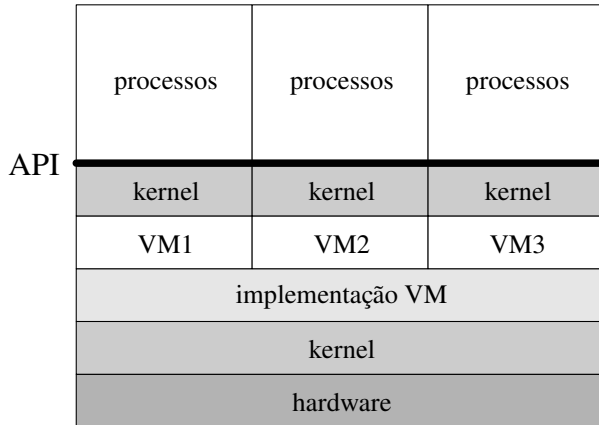 processos processos processos
API
kernel kernel kernel
VM1 VM2 VM3
implementação VM
kernel
hardware